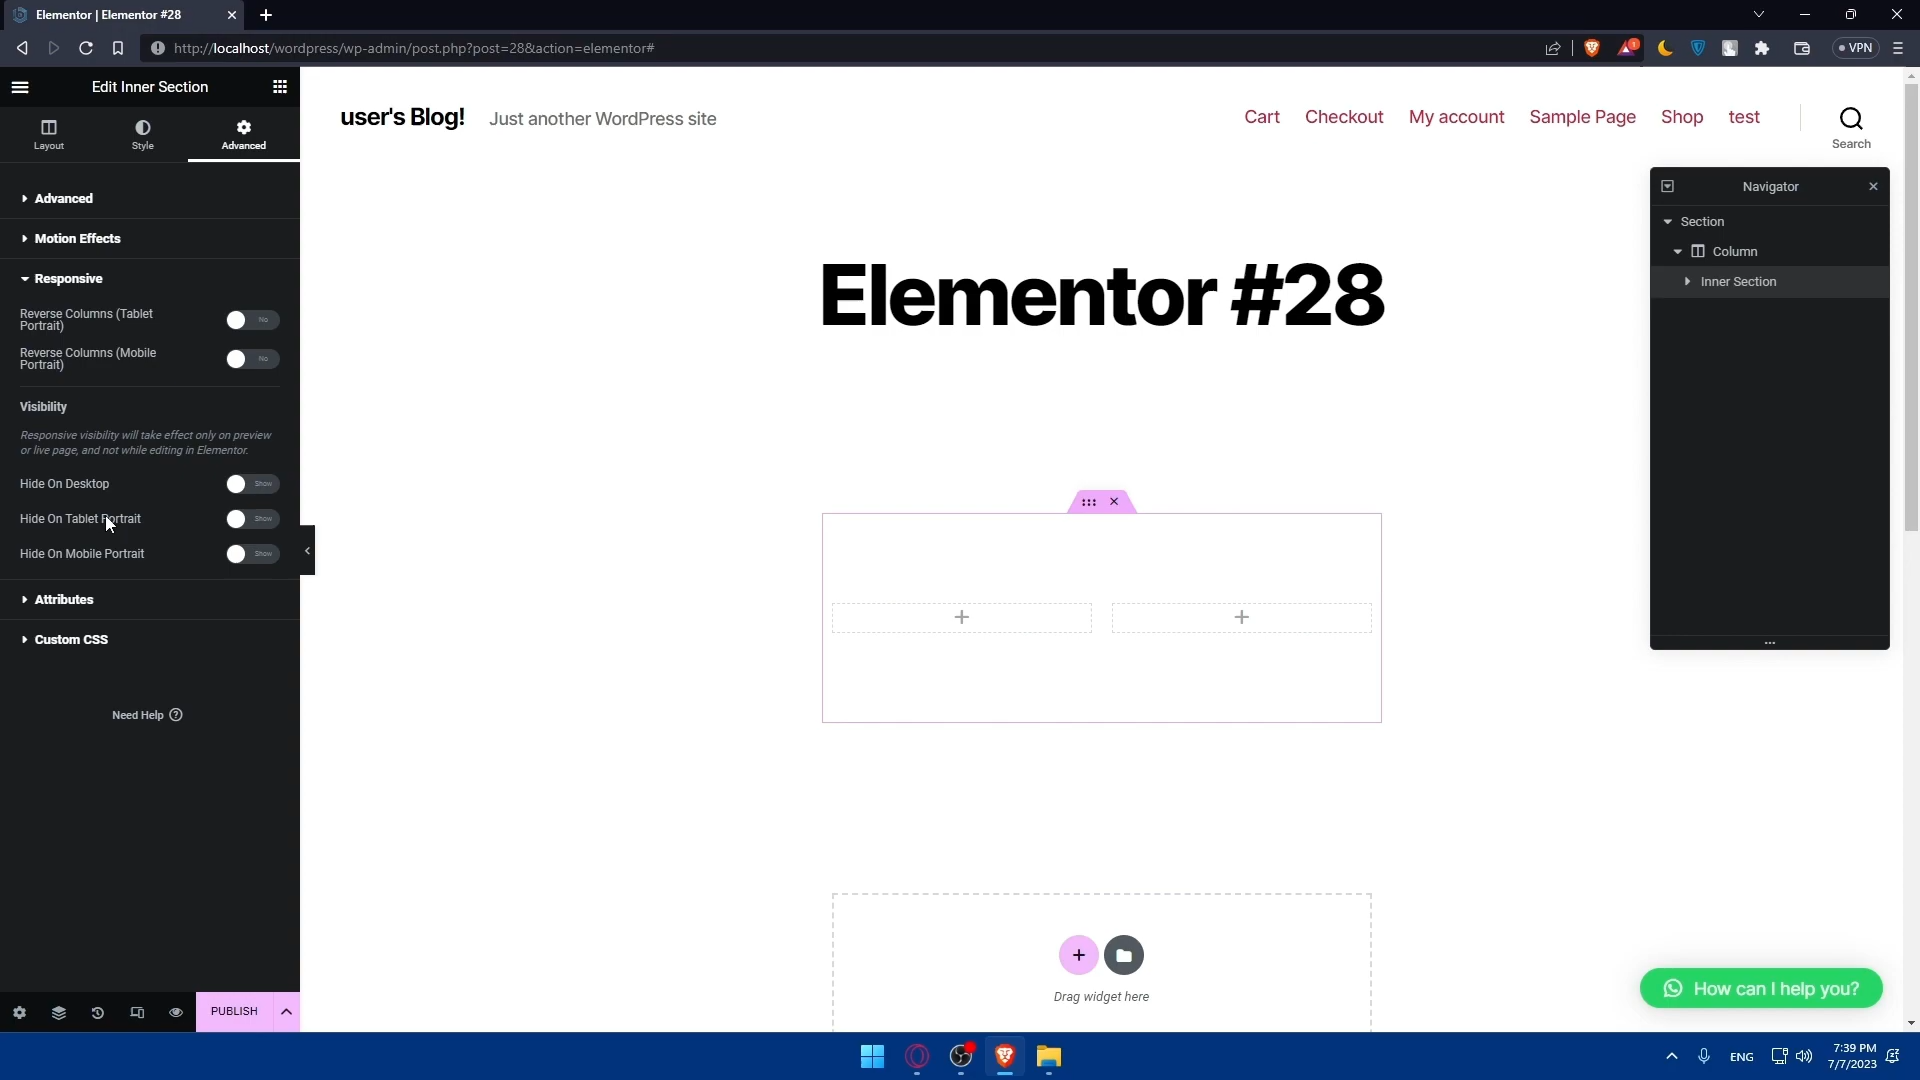 Elementor | Elementor #28
http://localhost/wordpress/wp-admin/post.php?post=28&action=elementor#
1
VPN
Edit Inner Section
Layout
Style
Advanced
Advanced
Motion Effects
Responsive
Reverse Columns (Tablet
Portrait)
No
Reverse Columns (Mobile
Portrait)
No
Visibility
Responsive visibility will take effect only on preview
or live page, and not while editing in Elementor.
Hide On Desktop
Show
Hide On Tablet Portrait
Show
Hide On Mobile Portrait
Show
Attributes
Custom CSS
Need Help
PUBLISH
user's Blog!
Just another WordPress site
Cart
Checkout
My account
Sample Page
Shop
test
Search
Elementor #28
Navigator
Section
Column
Inner Section
Drag widget here
How can I help you?
ENG
7:39 PM
7/7/2023